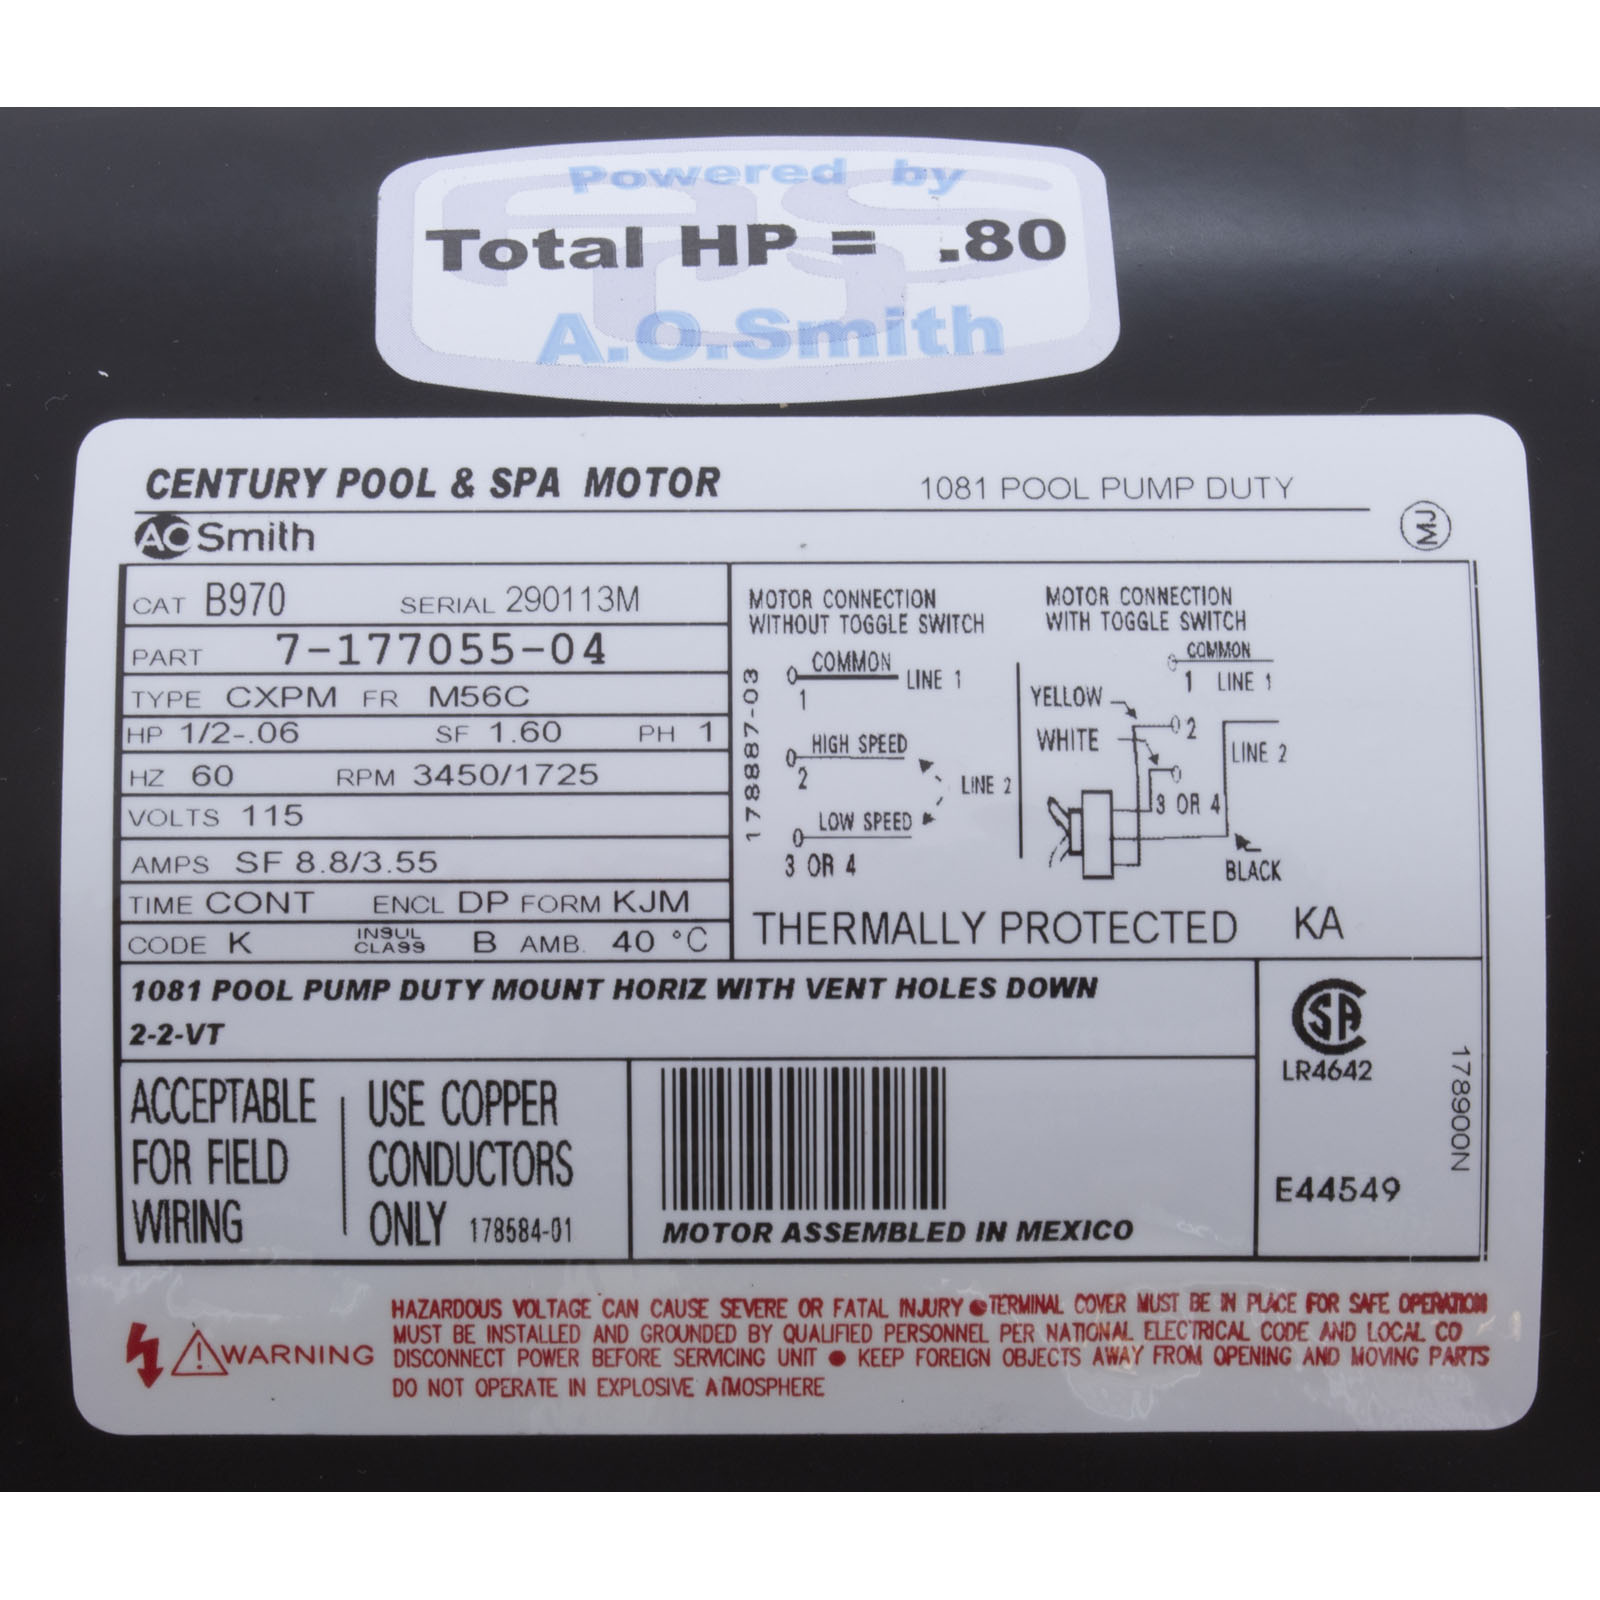 Powered by
Total HP = .80
A.O.Smith
CENTURY POOL & SPA MOTOR 1081 POOL PUMP DUTY
AO Smith
MJ
CAT B970 SERIAL 290113M
PART 7-177055-04
TYPE CXPM FR M56C
HP 1/2-.06 SF 1.60 PH 1
HZ 60 RPM 3450/1725
VOLTS 115
AMPS SF 8.8/3.55
TIME CONT ENCL DP FORM KJM
CODE K INSUL CLASS B AMB. 40 °C
178887-03
MOTOR CONNECTION
WITHOUT TOGGLE SWITCH
COMMON
1 LINE 1
HIGH SPEED
2 LINE 2
LOW SPEED
3 OR 4
MOTOR CONNECTION
WITH TOGGLE SWITCH
COMMON
1 LINE 1
YELLOW
2
WHITE
LINE 2
3 OR 4
BLACK
THERMALLY PROTECTED KA
1081 POOL PUMP DUTY MOUNT HORIZ WITH VENT HOLES DOWN
2-2-VT
SA
LR4642
E44549
178900N
ACCEPTABLE
FOR FIELD
WIRING
USE COPPER
CONDUCTORS
ONLY 178584-01
MOTOR ASSEMBLED IN MEXICO
WARNING
HAZARDOUS VOLTAGE CAN CAUSE SEVERE OR FATAL INJURY ● TERMINAL COVER MUST BE IN PLACE FOR SAFE OPERATION
MUST BE INSTALLED AND GROUNDED BY QUALIFIED PERSONNEL PER NATIONAL ELECTRICAL CODE AND LOCAL CO
DISCONNECT POWER BEFORE SERVICING UNIT ● KEEP FOREIGN OBJECTS AWAY FROM OPENING AND MOVING PARTS
DO NOT OPERATE IN EXPLOSIVE ATMOSPHERE